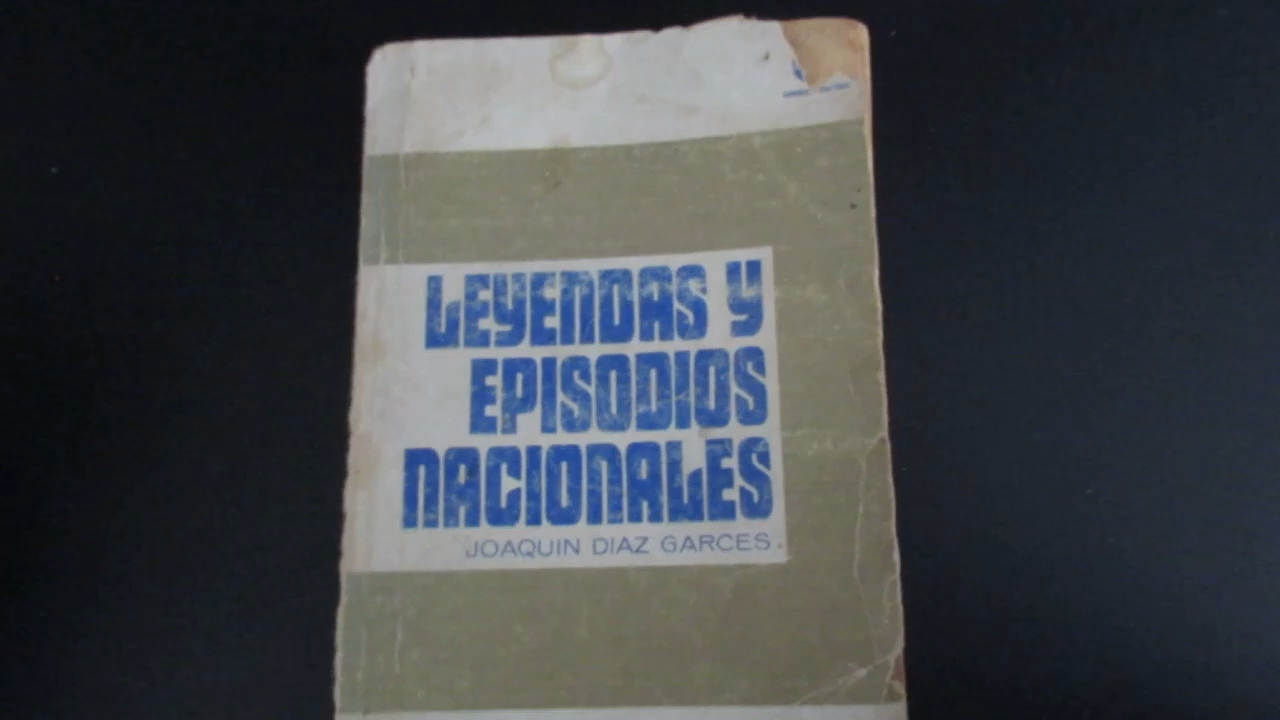 LEYENDAS Y
EPISODIOS
NACIONALES
JOAQUIN DIAZ GARCES